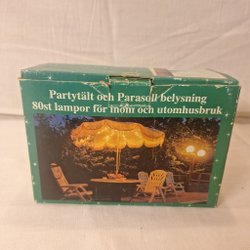 Partytält och Parasoll belysning
80st lampor för inom och utomhusbruk